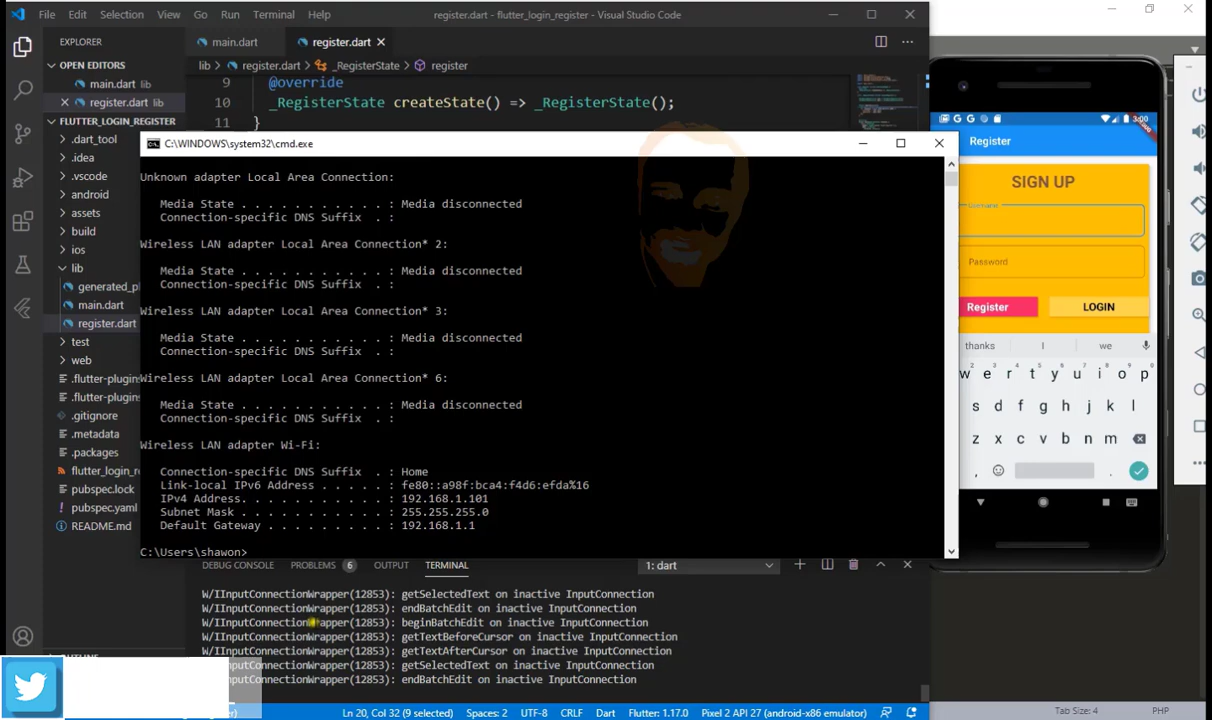 File Edit Selection View Go Run Terminal Help
register.dart - flutter_login_register - Visual Studio Code
EXPLORER
main.dart
register.dart
OPEN EDITORS
main.dart lib
register.dart lib
FLUTTER_LOGIN_REGISTER
.dart_tool
.idea
.vscode
android
assets
build
ios
lib
generated_pl
main.dart
register.dart
test
web
.flutter-plugins
.flutter-plugins
.gitignore
.metadata
.packages
flutter_login_re
pubspec.lock
pubspec.yaml
README.md
lib > register.dart > _RegisterState > register
9 @override
10 _RegisterState createState() => _RegisterState();
11 }
C:\WINDOWS\system32\cmd.exe
Unknown adapter Local Area Connection:
Media State . . . . . . . . . . . : Media disconnected
Connection-specific DNS Suffix . :
Wireless LAN adapter Local Area Connection* 2:
Media State . . . . . . . . . . . : Media disconnected
Connection-specific DNS Suffix . :
Wireless LAN adapter Local Area Connection* 3:
Media State . . . . . . . . . . . : Media disconnected
Connection-specific DNS Suffix . :
Wireless LAN adapter Local Area Connection* 6:
Media State . . . . . . . . . . . : Media disconnected
Connection-specific DNS Suffix . :
Wireless LAN adapter Wi-Fi:
Connection-specific DNS Suffix . : Home
Link-local IPv6 Address . . . . . : fe80::a98f:bca4:f4d6:efda%16
IPv4 Address. . . . . . . . . . . : 192.168.1.101
Subnet Mask . . . . . . . . . . . : 255.255.255.0
Default Gateway . . . . . . . . . : 192.168.1.1
C:\Users\shawon>
DEBUG CONSOLE PROBLEMS 6 OUTPUT TERMINAL
1: dart
W/IInputConnectionWrapper(12853): getSelectedText on inactive InputConnection
W/IInputConnectionWrapper(12853): endBatchEdit on inactive InputConnection
W/IInputConnectionWrapper(12853): beginBatchEdit on inactive InputConnection
W/IInputConnectionWrapper(12853): getTextBeforeCursor on inactive InputConnection
W/IInputConnectionWrapper(12853): getTextAfterCursor on inactive InputConnection
InputConnectionWrapper(12853): getSelectedText on inactive InputConnection
InputConnectionWrapper(12853): endBatchEdit on inactive InputConnection
Ln 20, Col 32 (9 selected) Spaces: 2 UTF-8 CRLF Dart Flutter: 1.17.0 Pixel 2 API 27 (android-x86 emulator)
Tab Size: 4 PHP
3:00
Register
SIGN UP
Username
Password
Register LOGIN
thanks I we
w e r t y u i o p
s d f g h j k l
z x c v b n m
,
.